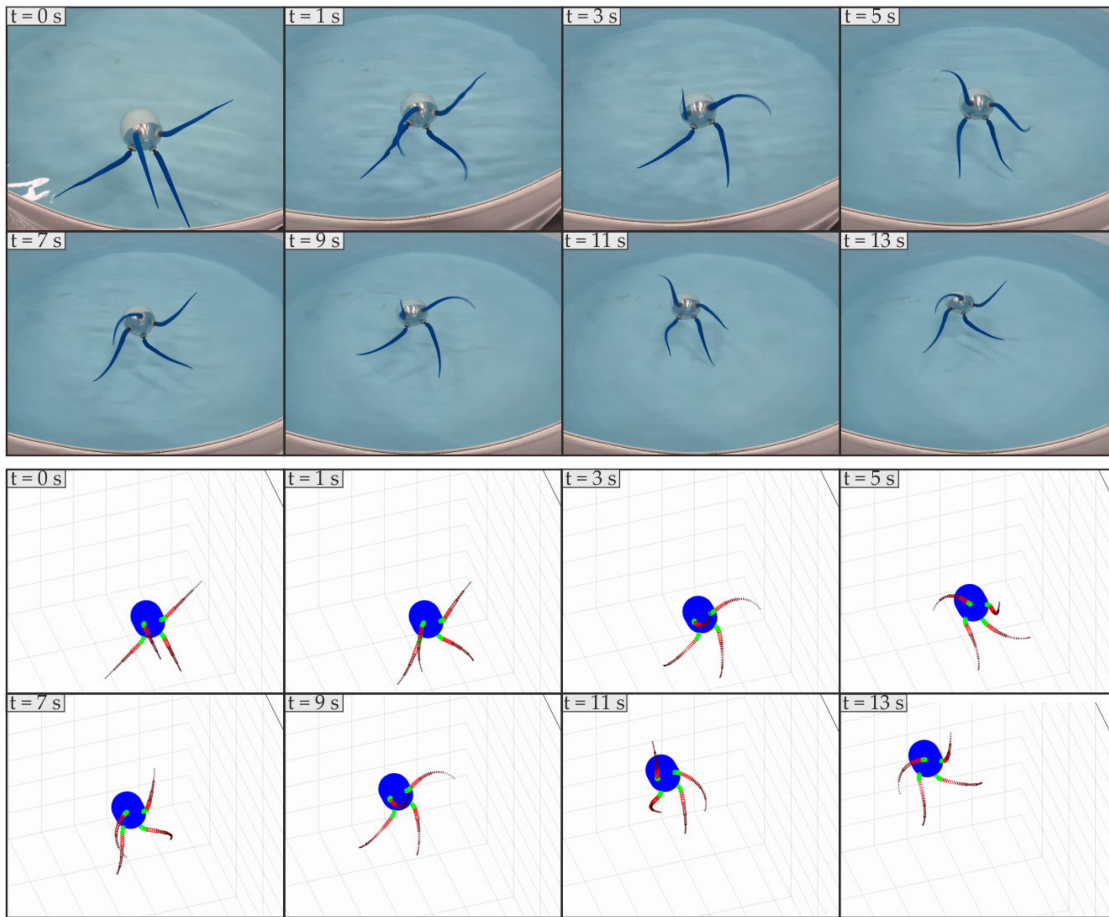 t = 0 s
t = 1 s
t = 3 s
t = 5 s
t = 7 s
t = 9 s
t = 11 s
t = 13 s
t = 0 s
t = 1 s
t = 3 s
t = 5 s
t = 7 s
t = 9 s
t = 11 s
t = 13 s